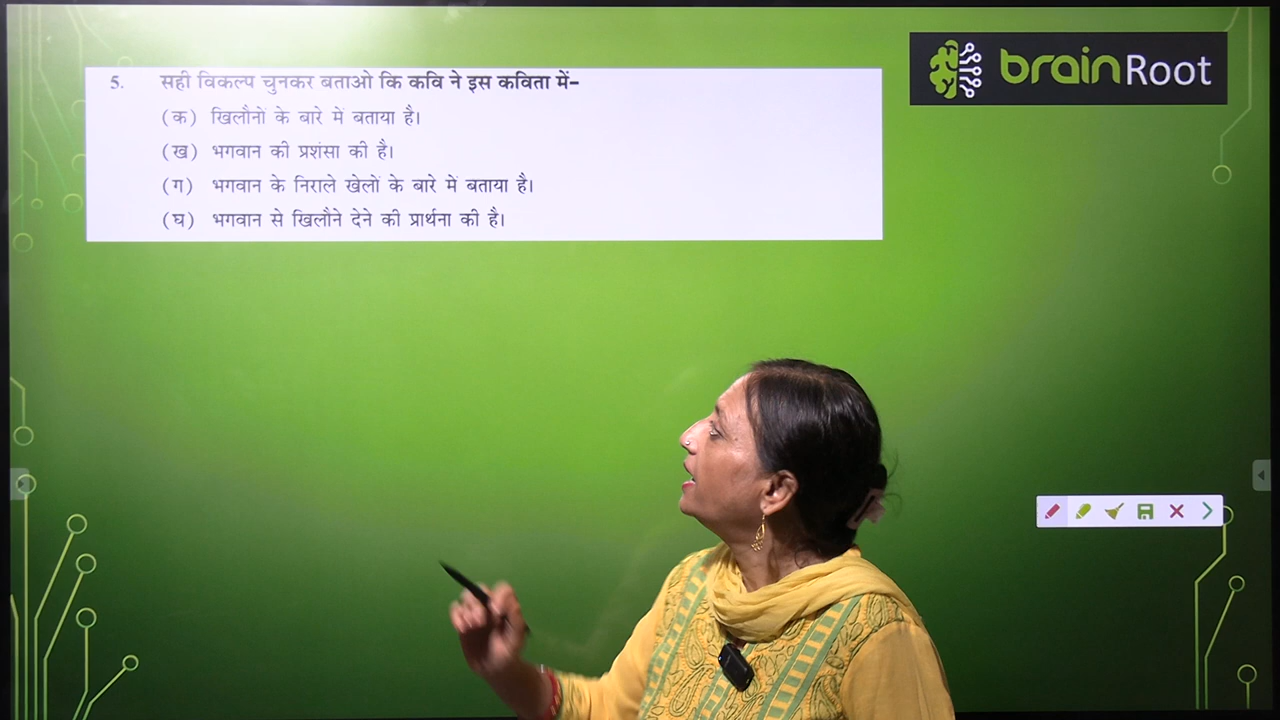 brainRoot
5. सही विकल्प चुनकर बताओ कि कवि ने इस कविता में–
(क) खिलौनों के बारे में बताया है।
(ख) भगवान की प्रशंसा की है।
(ग) भगवान के निराले खेलों के बारे में बताया है।
(घ) भगवान से खिलौने देने की प्रार्थना की है।